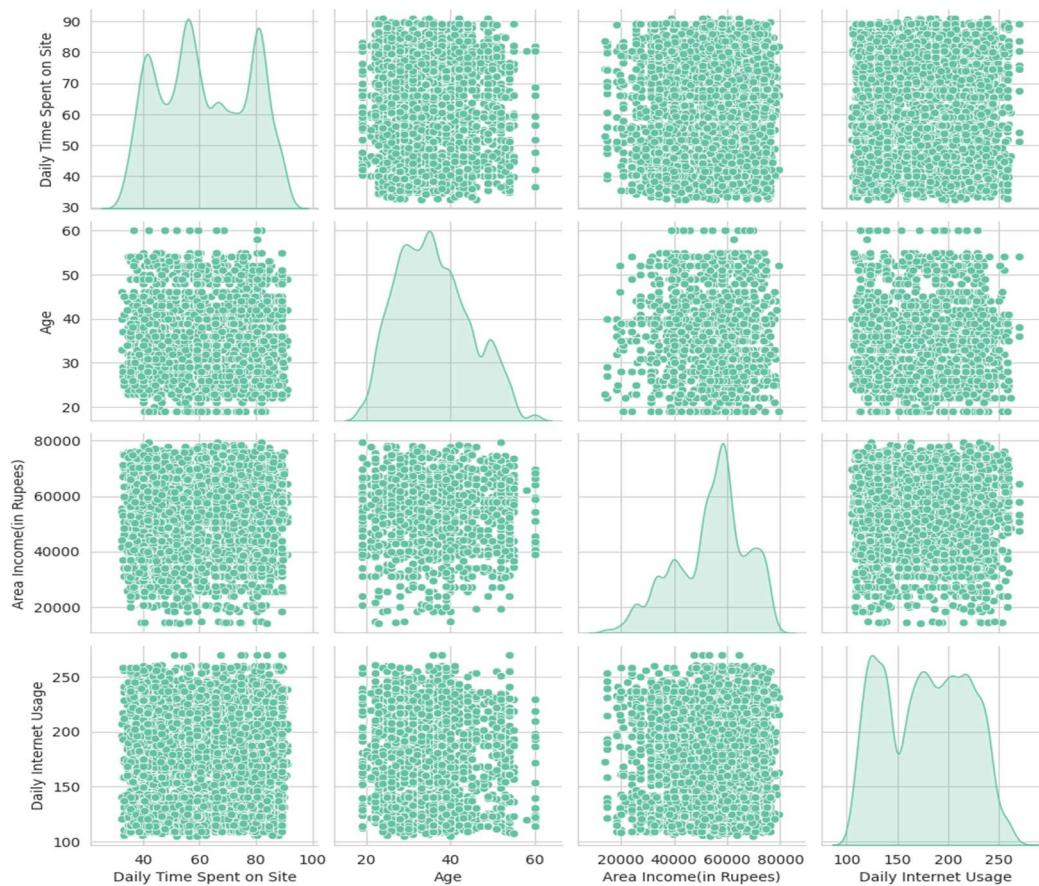 90
80
70
60
50
40
30
Daily Time Spent on Site
60
50
40
30
20
Age
80000
60000
40000
20000
Area Income(in Rupees)
250
200
150
100
Daily Internet Usage
40 60 80 100
20 40 60
20000 40000 60000 80000
100 150 200 250
Daily Time Spent on Site
Age
Area Income(in Rupees)
Daily Internet Usage